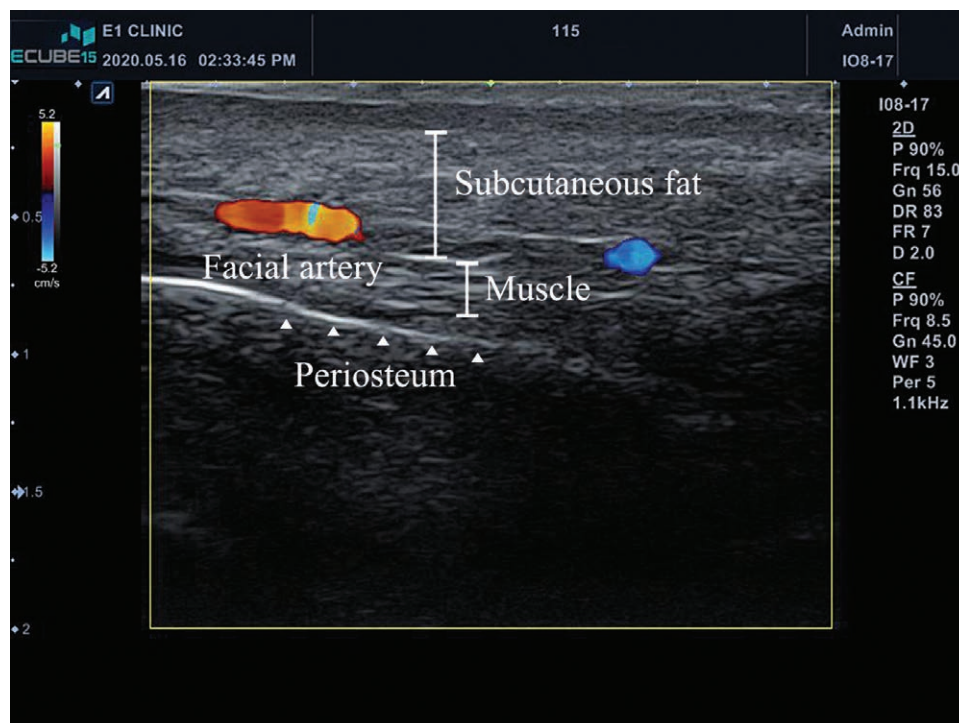 E1 CLINIC
ECUBE15 2020.05.16 02:33:45 PM
115
Admin
IO8-17
I08-17
2D
P 90%
Frq 15.0
Gn 56
DR 83
FR 7
D 2.0
CF
P 90%
Frq 8.5
Gn 45.0
WF 3
Per 5
1.1kHz
5.2
-5.2
cm/s
0.5
1
1.5
2
Subcutaneous fat
Facial artery
Muscle
Periosteum